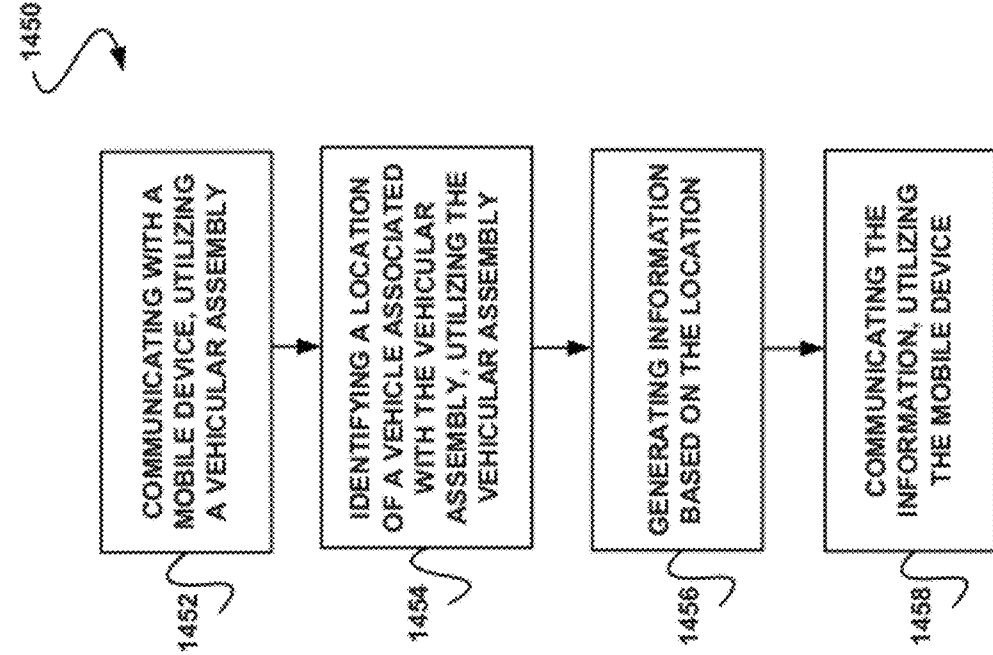 1450
COMMUNICATING WITH A
MOBILE DEVICE, UTILIZING
A VEHICULAR ASSEMBLY
1452
IDENTIFYING A LOCATION
OF A VEHICLE ASSOCIATED
WITH THE VEHICULAR
ASSEMBLY, UTILIZING THE
VEHICULAR ASSEMBLY
1454
GENERATING INFORMATION
BASED ON THE LOCATION
1456
COMMUNICATING THE
INFORMATION, UTILIZING
THE MOBILE DEVICE
1458